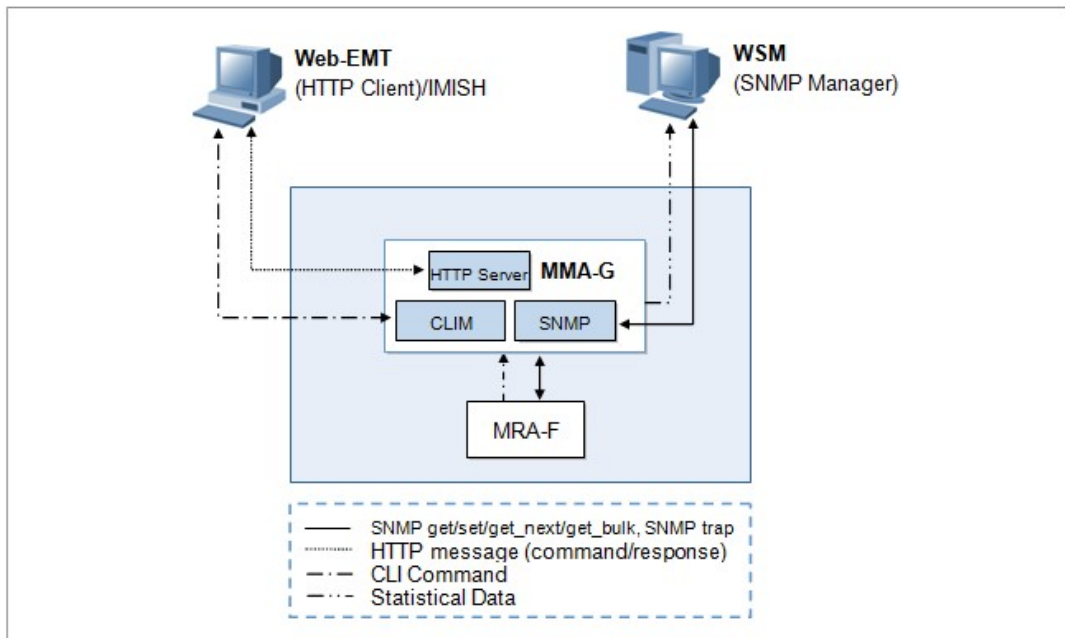 Web-EMT
(HTTP Client)/IMISH
WSM
(SNMP Manager)
HTTP Server
MMA-G
CLIM
SNMP
MRA-F
SNMP get/set/get_next/get_bulk, SNMP trap
HTTP message (command/response)
CLI Command
Statistical Data